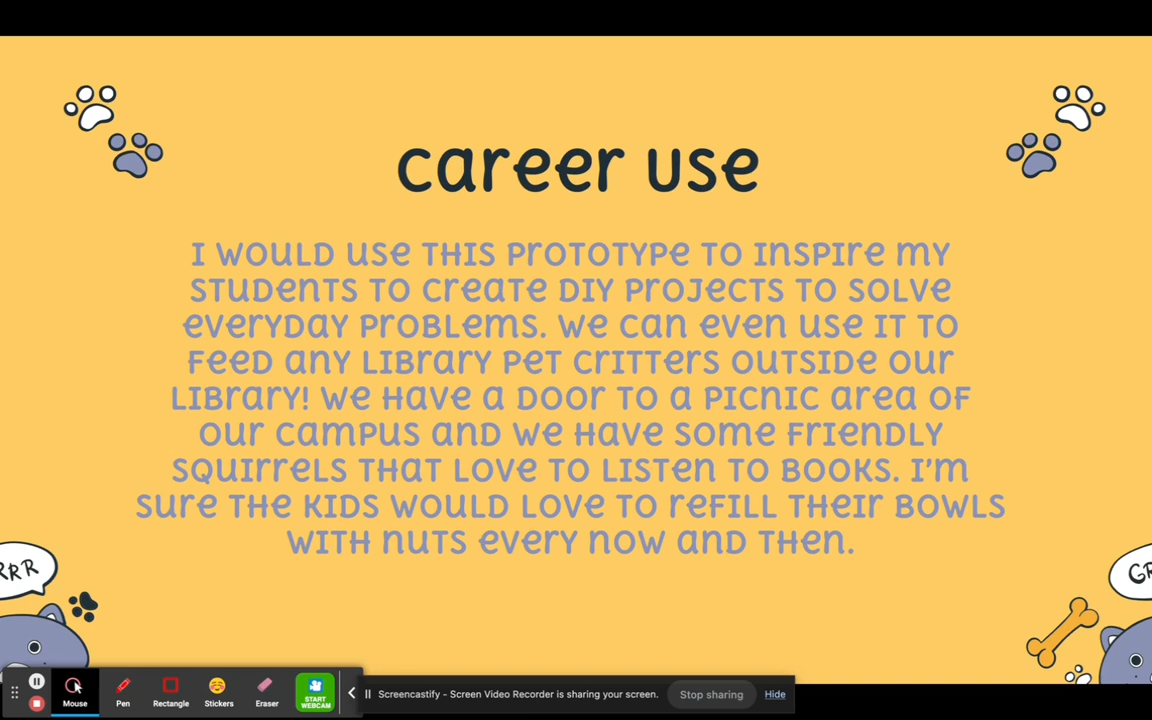 career use
I would use this prototype to inspire my
students to create DIY projects to solve
everyday problems. We can even use it to
feed any library pet critters outside our
library! We have a door to a picnic area of
our campus and we have some friendly
squirrels that love to listen to books. I'm
sure the kids would love to refill their bowls
with nuts every now and then.
RRR
GR
Mouse
Pen
Rectangle
Stickers
Eraser
START
WEBCAM
Screencastify - Screen Video Recorder is sharing your screen.
Stop sharing
Hide